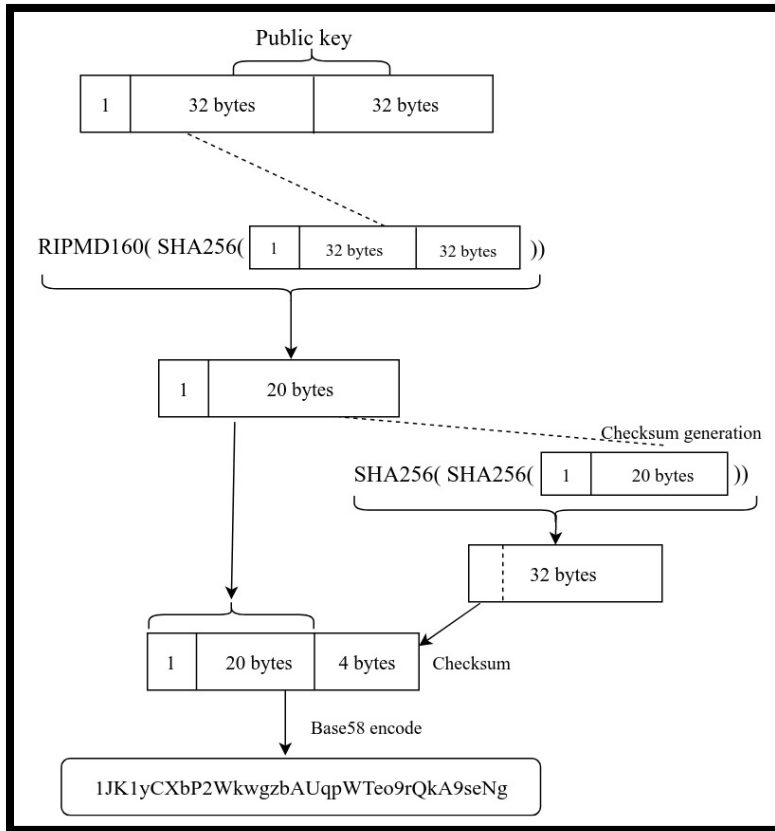 Public key
1 32 bytes 32 bytes
RIPMD160( SHA256( 1 32 bytes 32 bytes ))
1 20 bytes
Checksum generation
SHA256( SHA256( 1 20 bytes ))
32 bytes
1 20 bytes 4 bytes Checksum
Base58 encode
1JK1yCXbP2WkwgzbAUqpWTeo9rQkA9seNg